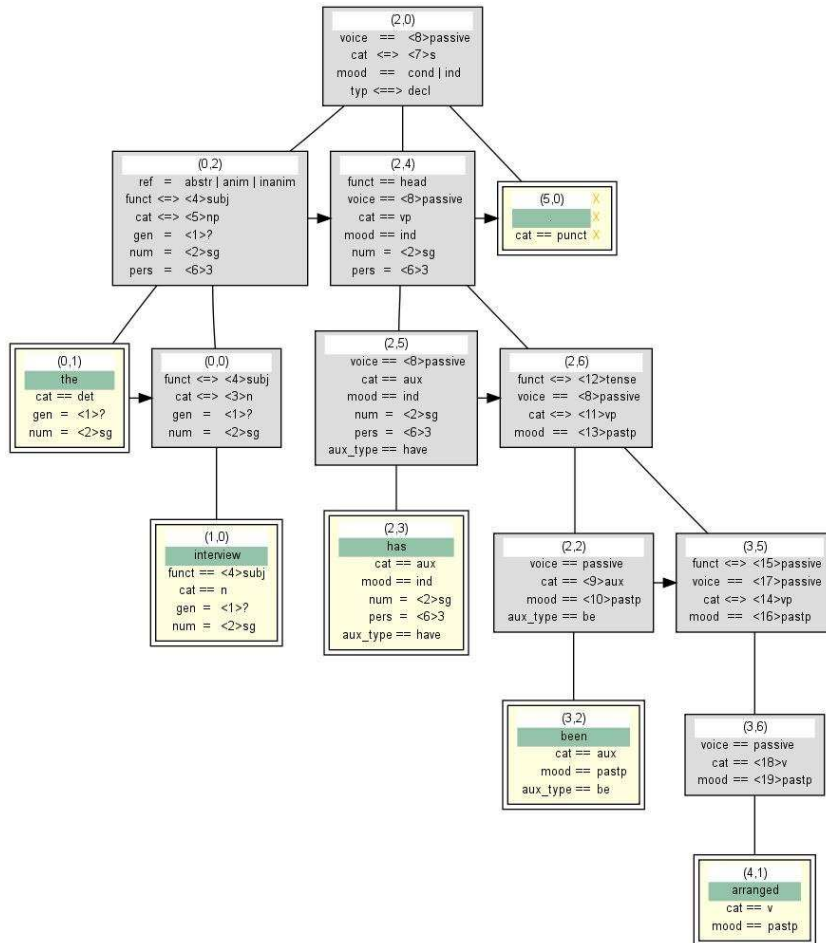 (2,0)
voice == <8>passive
cat <=> <7>s
mood == cond | ind
typ <==> decl
(0,2)
ref = abstr | anim | inanim
funct <=> <4>subj
cat <=> <5>np
gen = <1>?
num = <2>sg
pers = <6>3
(2,4)
funct == head
voice == <8>passive
cat == vp
mood == ind
num = <2>sg
pers = <6>3
(5,0) X
. X
cat == punct X
(0,1)
the
cat == det
gen = <1>?
num = <2>sg
(0,0)
funct <=> <4>subj
cat <=> <3>n
gen = <1>?
num = <2>sg
(2,5)
voice == <8>passive
cat == aux
mood == ind
num = <2>sg
pers = <6>3
aux_type == have
(2,6)
funct <=> <12>tense
voice == <8>passive
cat <=> <11>vp
mood == <13>pastp
(1,0)
interview
funct == <4>subj
cat == n
gen = <1>?
num = <2>sg
(2,3)
has
cat == aux
mood == ind
num = <2>sg
pers = <6>3
aux_type == have
(2,2)
voice == passive
cat == <9>aux
mood == <10>pastp
aux_type == be
(3,5)
funct <=> <15>passive
voice == <17>passive
cat <=> <14>vp
mood == <16>pastp
(3,2)
been
cat == aux
mood == pastp
aux_type == be
(3,6)
voice == passive
cat == <18>v
mood == <19>pastp
(4,1)
arranged
cat == v
mood == pastp